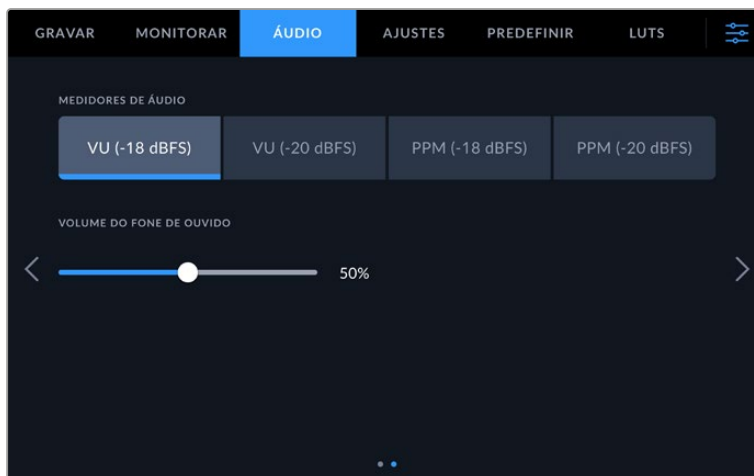 GRAVAR MONITORAR ÁUDIO AJUSTES PREDEFINIR LUTS
MEDIDORES DE ÁUDIO
VU (-18 dBFS) VU (-20 dBFS) PPM (-18 dBFS) PPM (-20 dBFS)
VOLUME DO FONE DE OUVIDO
50%